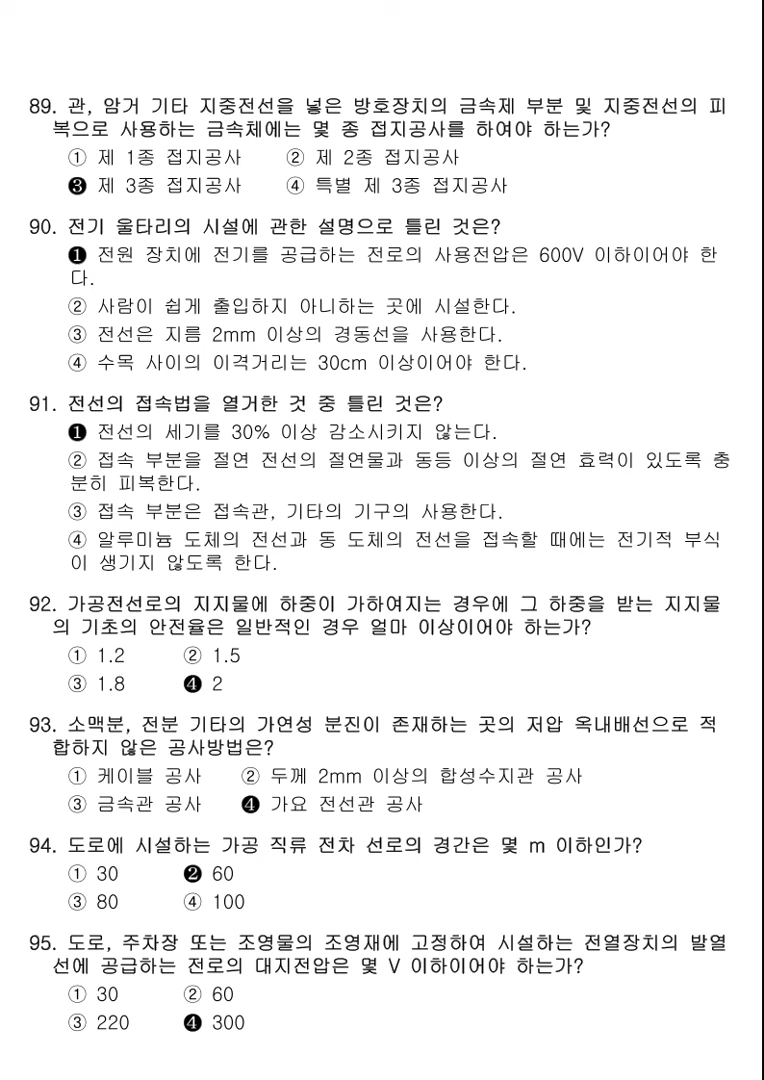 89. 관, 암거 기타 지중전선을 넣은 방호장치의 금속제 부분 및 지중전선의 피
복으로 사용하는 금속체에는 몇 종 접지공사를 하여야 하는가?
① 제 1종 접지공사 ② 제 2종 접지공사
❸ 제 3종 접지공사 ④ 특별 제 3종 접지공사
90. 전기 울타리의 시설에 관한 설명으로 틀린 것은?
❶ 전원 장치에 전기를 공급하는 전로의 사용전압은 600V 이하이어야 한
다.
② 사람이 쉽게 출입하지 아니하는 곳에 시설한다.
③ 전선은 지름 2mm 이상의 경동선을 사용한다.
④ 수목 사이의 이격거리는 30cm 이상이어야 한다.
91. 전선의 접속법을 열거한 것 중 틀린 것은?
❶ 전선의 세기를 30% 이상 감소시키지 않는다.
② 접속 부분을 절연 전선의 절연물과 동등 이상의 절연 효력이 있도록 충
분히 피복한다.
③ 접속 부분은 접속관, 기타의 기구의 사용한다.
④ 알루미늄 도체의 전선과 동 도체의 전선을 접속할 때에는 전기적 부식
이 생기지 않도록 한다.
92. 가공전선로의 지지물에 하중이 가하여지는 경우에 그 하중을 받는 지지물
의 기초의 안전율은 일반적인 경우 얼마 이상이어야 하는가?
① 1.2 ② 1.5
③ 1.8 ❹ 2
93. 소맥분, 전분 기타의 가연성 분진이 존재하는 곳의 저압 옥내배선으로 적
합하지 않은 공사방법은?
① 케이블 공사 ② 두께 2mm 이상의 합성수지관 공사
③ 금속관 공사 ❹ 가요 전선관 공사
94. 도로에 시설하는 가공 직류 전차 선로의 경간은 몇 m 이하인가?
① 30 ❷ 60
③ 80 ④ 100
95. 도로, 주차장 또는 조영물의 조영재에 고정하여 시설하는 전열장치의 발열
선에 공급하는 전로의 대지전압은 몇 V 이하이어야 하는가?
① 30 ② 60
③ 220 ❹ 300